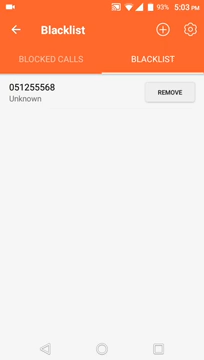 93% 5:03 PM
Blacklist
BLOCKED CALLS BLACKLIST
051255568
Unknown
REMOVE